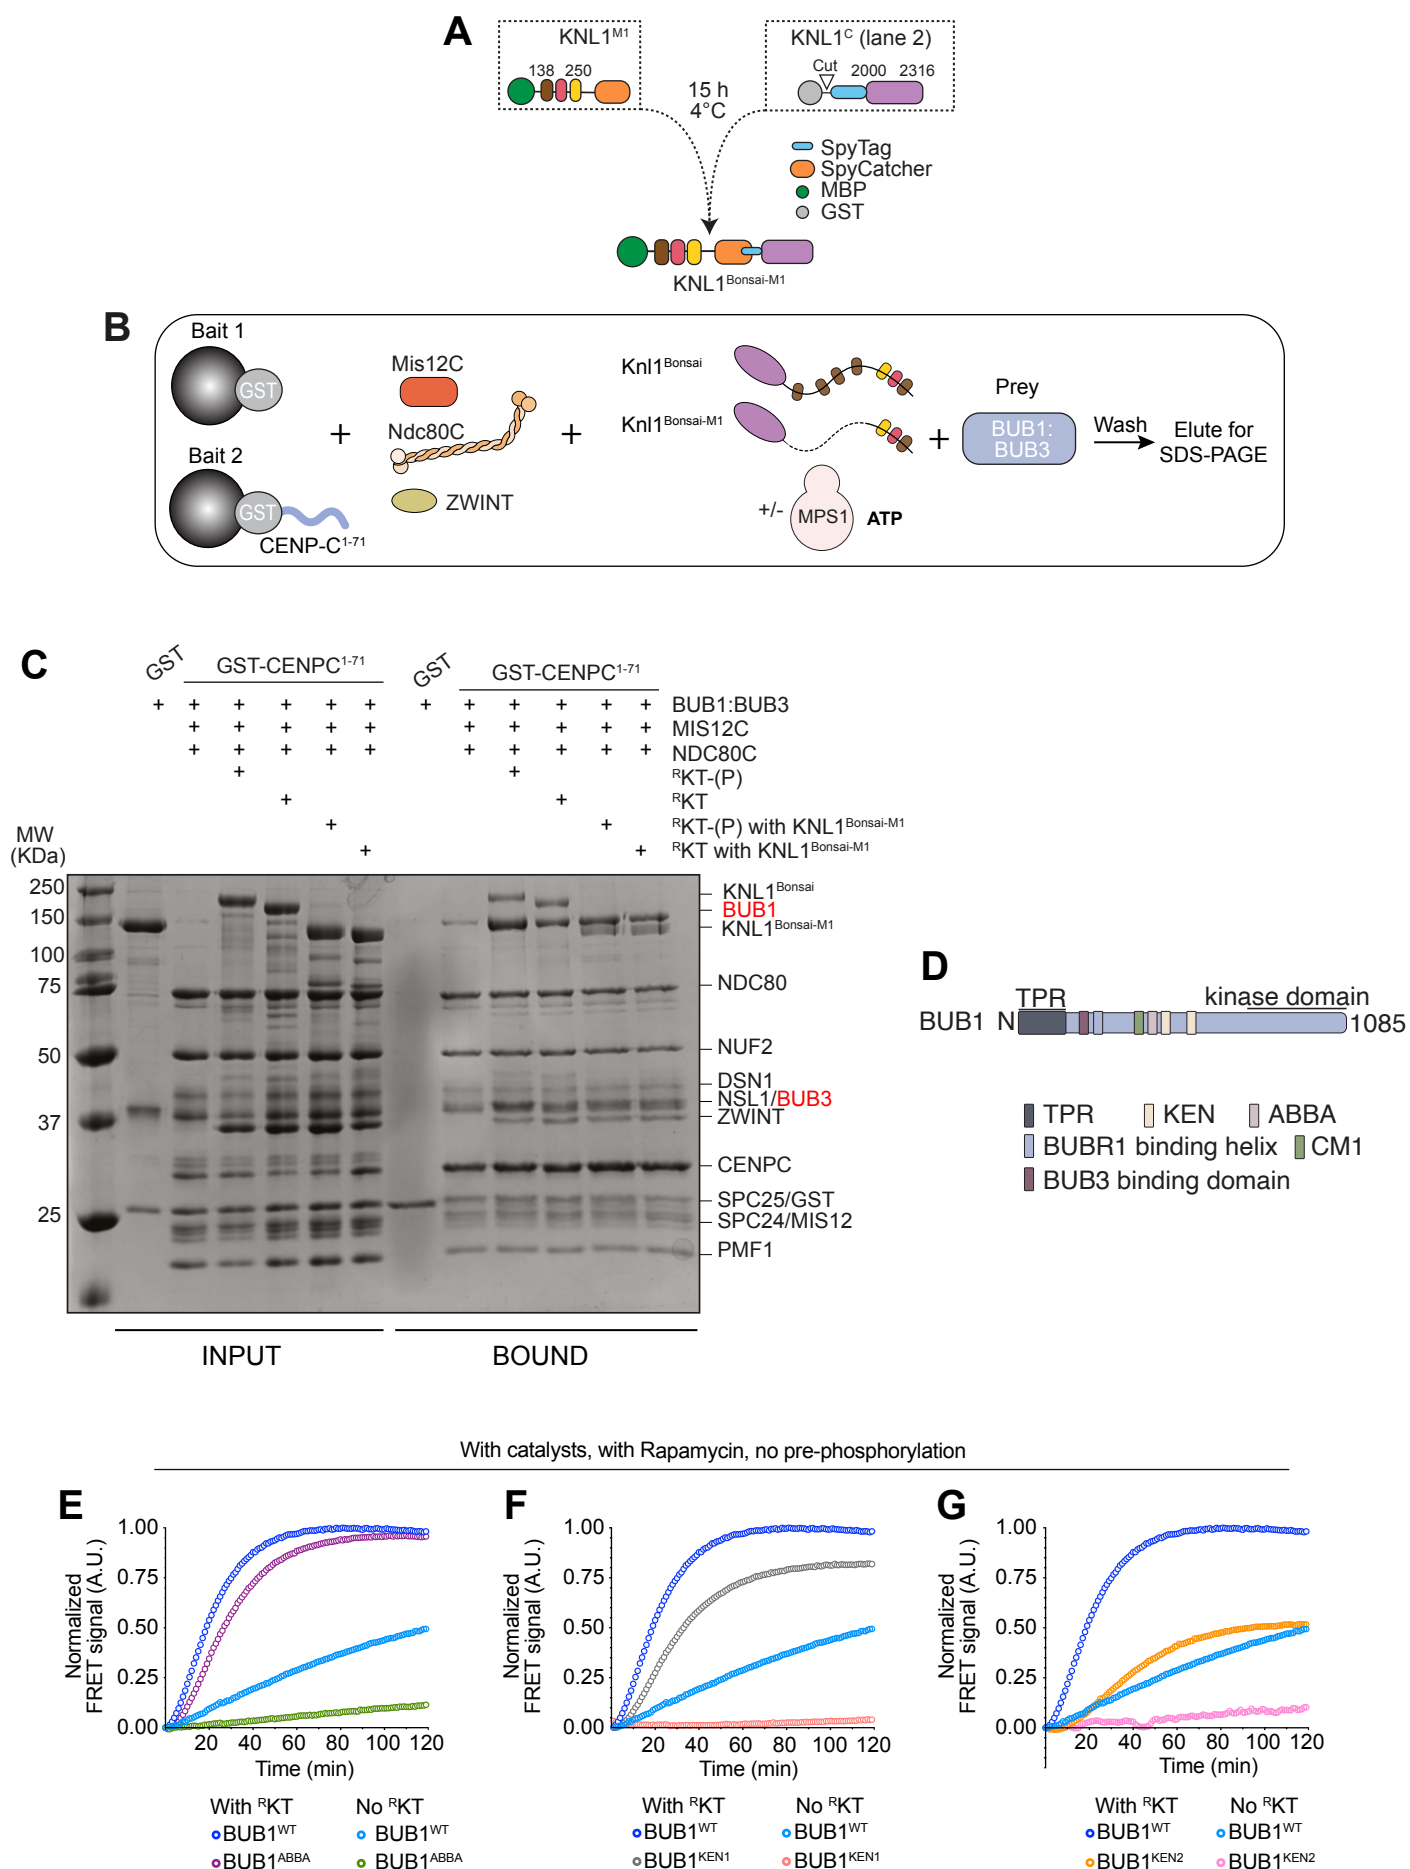 A
KNL1M1
138 250
KNL1C (lane 2)
Cut
2000 2316
15 h
4°C
SpyTag
SpyCatcher
MBP
GST
KNL1Bonsai-M1
B
Bait 1
GST
Bait 2
GST
CENP-C1-71
+
Mis12C
Ndc80C
ZWINT
+
Knl1Bonsai
Knl1Bonsai-M1
+/- MPS1 ATP
+
Prey
BUB1:
BUB3
Wash
Elute for
SDS-PAGE
C
GST GST-CENPC1-71 GST GST-CENPC1-71
+ + + + + + + + + + + + BUB1:BUB3
+ + + + + + + + + + MIS12C
+ + + + + + + + + + NDC80C
+ + RKT-(P)
+ + RKT
+ + RKT-(P) with KNL1Bonsai-M1
+ + RKT with KNL1Bonsai-M1
MW
(KDa)
250
150
100
75
50
37
25
KNL1Bonsai
BUB1
KNL1Bonsai-M1
NDC80
NUF2
DSN1
NSL1/BUB3
ZWINT
CENPC
SPC25/GST
SPC24/MIS12
PMF1
INPUT BOUND
D
TPR kinase domain
BUB1 N 1085
TPR KEN ABBA
BUBR1 binding helix CM1
BUB3 binding domain
With catalysts, with Rapamycin, no pre-phosphorylation
E
Normalized
FRET signal (A.U.)
1.00
0.75
0.50
0.25
0.00
20 40 60 80 100 120
Time (min)
With RKT No RKT
BUB1WT BUB1WT
BUB1ABBA BUB1ABBA
F
Normalized
FRET signal (A.U.)
1.00
0.75
0.50
0.25
0.00
20 40 60 80 100 120
Time (min)
With RKT No RKT
BUB1WT BUB1WT
BUB1KEN1 BUB1KEN1
G
Normalized
FRET signal (A.U.)
1.00
0.75
0.50
0.25
0.00
20 40 60 80 100 120
Time (min)
With RKT No RKT
BUB1WT BUB1WT
BUB1KEN2 BUB1KEN2